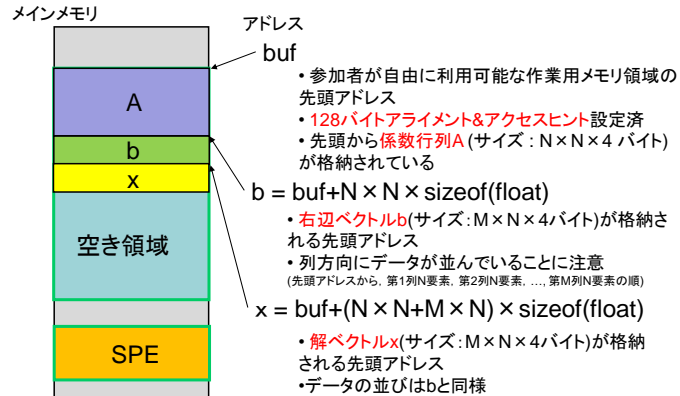 メインメモリ
アドレス
buf
• 参加者が自由に利用可能な作業用メモリ領域の
先頭アドレス
• 128バイトアライメント&アクセスヒント設定済
• 先頭から係数行列A (サイズ : N×N×4 バイト)
が格納されている
A
b
x
b = buf+N×N×sizeof(float)
• 右辺ベクトルb(サイズ:M×N×4バイト)が格納さ
れる先頭アドレス
• 列方向にデータが並んでいることに注意
(先頭アドレスから, 第1列N要素, 第2列N要素, …, 第M列N要素の順)
空き領域
x = buf+(N×N+M×N)×sizeof(float)
• 解ベクトルx(サイズ:M×N×4バイト)が格納
される先頭アドレス
•データの並びはbと同様
SPE